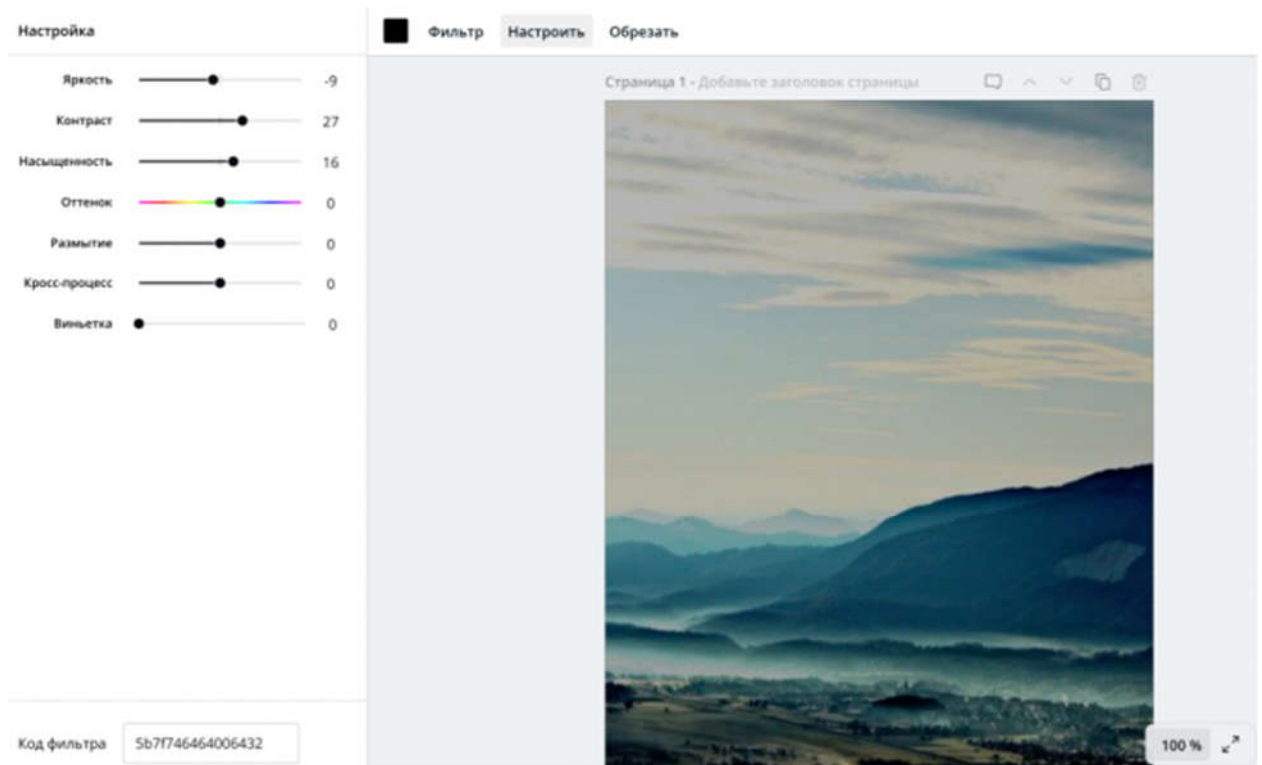 Настройка
Фильтр Настроить Обрезать
Яркость -9
Контраст 27
Насыщенность 16
Оттенок 0
Размытие 0
Кросс-процесс 0
Виньетка 0
Код фильтра 5b7f746464006432
Страница 1 - Добавьте заголовок страницы
100 %